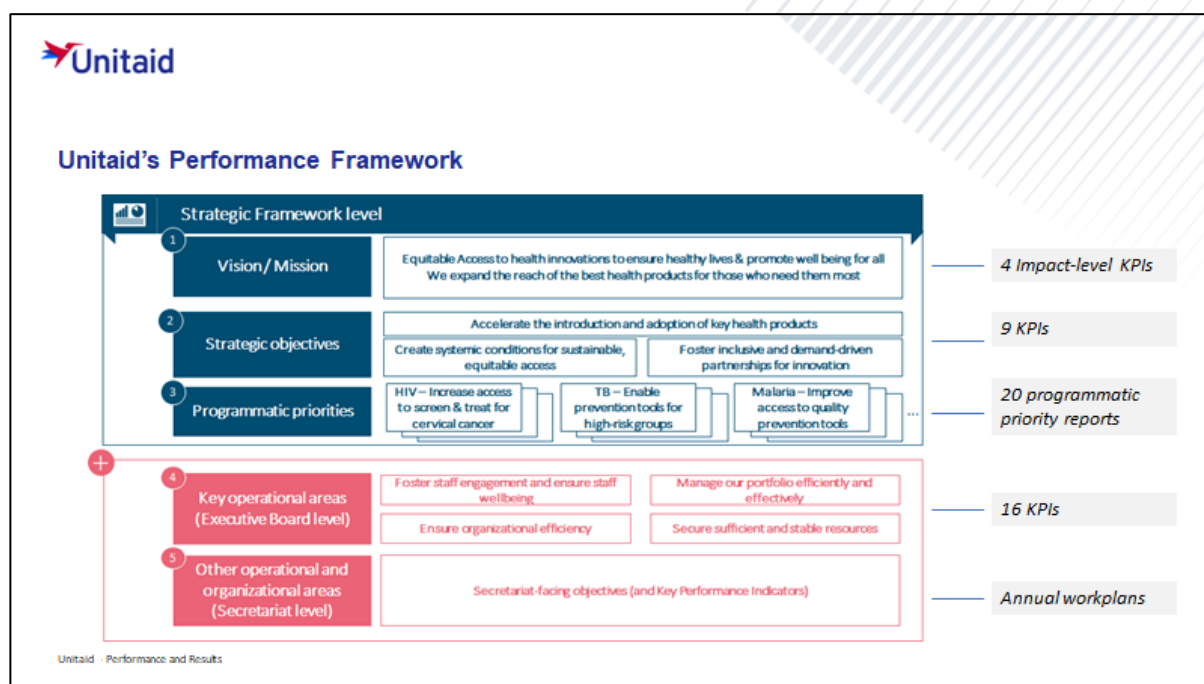 Unitaid
Unitaid's Performance Framework
Strategic Framework level
1
Vision / Mission
Equitable Access to health innovations to ensure healthy lives & promote well being for all
We expand the reach of the best health products for those who need them most
4 Impact-level KPIs
2
Strategic objectives
Accelerate the introduction and adoption of key health products
Create systemic conditions for sustainable,
equitable access
Foster inclusive and demand-driven
partnerships for innovation
9 KPIs
3
Programmatic priorities
HIV – Increase access
to screen & treat for
cervical cancer
TB – Enable
prevention tools for
high-risk groups
Malaria – Improve
access to quality
prevention tools
...
20 programmatic
priority reports
+
4
Key operational areas
(Executive Board level)
Foster staff engagement and ensure staff
wellbeing
Manage our portfolio efficiently and
effectively
Ensure organizational efficiency
Secure sufficient and stable resources
16 KPIs
5
Other operational and
organizational areas
(Secretariat level)
Secretariat-facing objectives (and Key Performance Indicators)
Annual workplans
Unitaid - Performance and Results